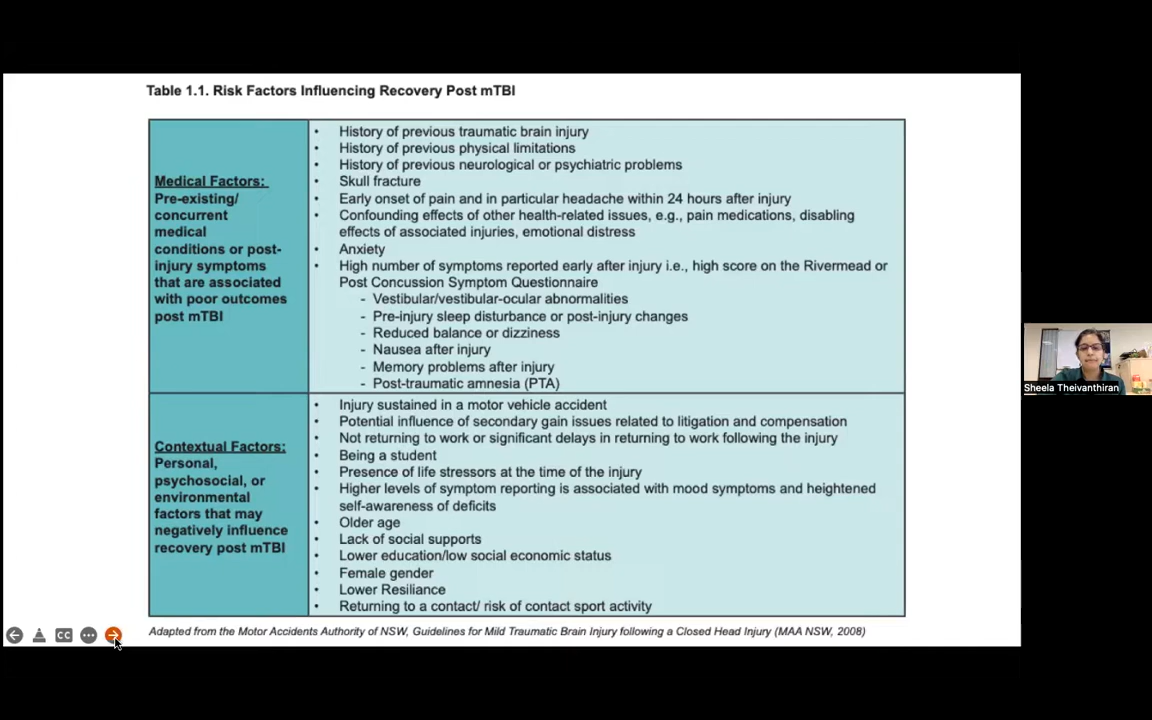 Table 1.1. Risk Factors Influencing Recovery Post mTBI
Medical Factors:
Pre-existing/
concurrent
medical
conditions or post-
injury symptoms
that are associated
with poor outcomes
post mTBI
• History of previous traumatic brain injury
• History of previous physical limitations
• History of previous neurological or psychiatric problems
• Skull fracture
• Early onset of pain and in particular headache within 24 hours after injury
• Confounding effects of other health-related issues, e.g., pain medications, disabling
effects of associated injuries, emotional distress
• Anxiety
• High number of symptoms reported early after injury i.e., high score on the Rivermead or
Post Concussion Symptom Questionnaire
- Vestibular/vestibular-ocular abnormalities
- Pre-injury sleep disturbance or post-injury changes
- Reduced balance or dizziness
- Nausea after injury
- Memory problems after injury
- Post-traumatic amnesia (PTA)
Contextual Factors:
Personal,
psychosocial, or
environmental
factors that may
negatively influence
recovery post mTBI
• Injury sustained in a motor vehicle accident
• Potential influence of secondary gain issues related to litigation and compensation
• Not returning to work or significant delays in returning to work following the injury
• Being a student
• Presence of life stressors at the time of the injury
• Higher levels of symptom reporting is associated with mood symptoms and heightened
self-awareness of deficits
• Older age
• Lack of social supports
• Lower education/low social economic status
• Female gender
• Lower Resiliance
• Returning to a contact/ risk of contact sport activity
Adapted from the Motor Accidents Authority of NSW, Guidelines for Mild Traumatic Brain Injury following a Closed Head Injury (MAA NSW, 2008)
CC
Sheela Theivanthiran